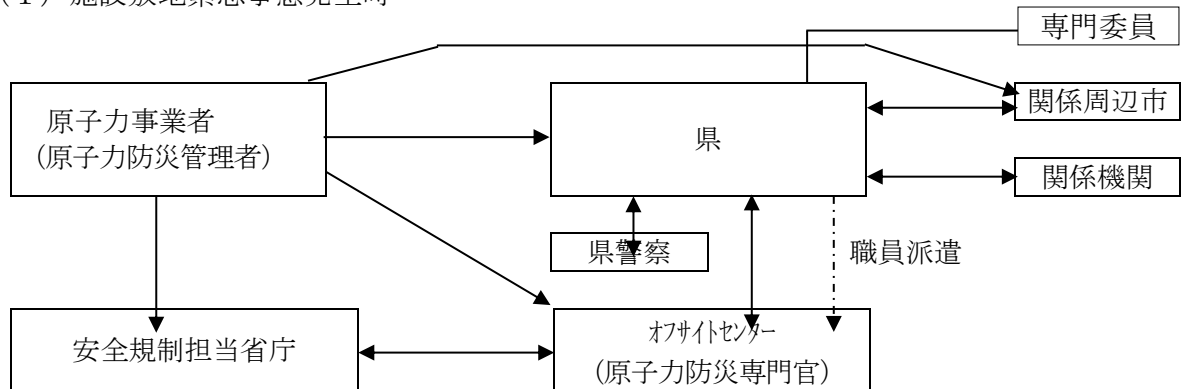 (1) 施設敷地緊急事態発生時
専門委員
原子力事業者
(原子力防災管理者)
県
関係周辺市
関係機関
県警察
職員派遣
安全規制担当省庁
オフサイトセンター
(原子力防災専門官)